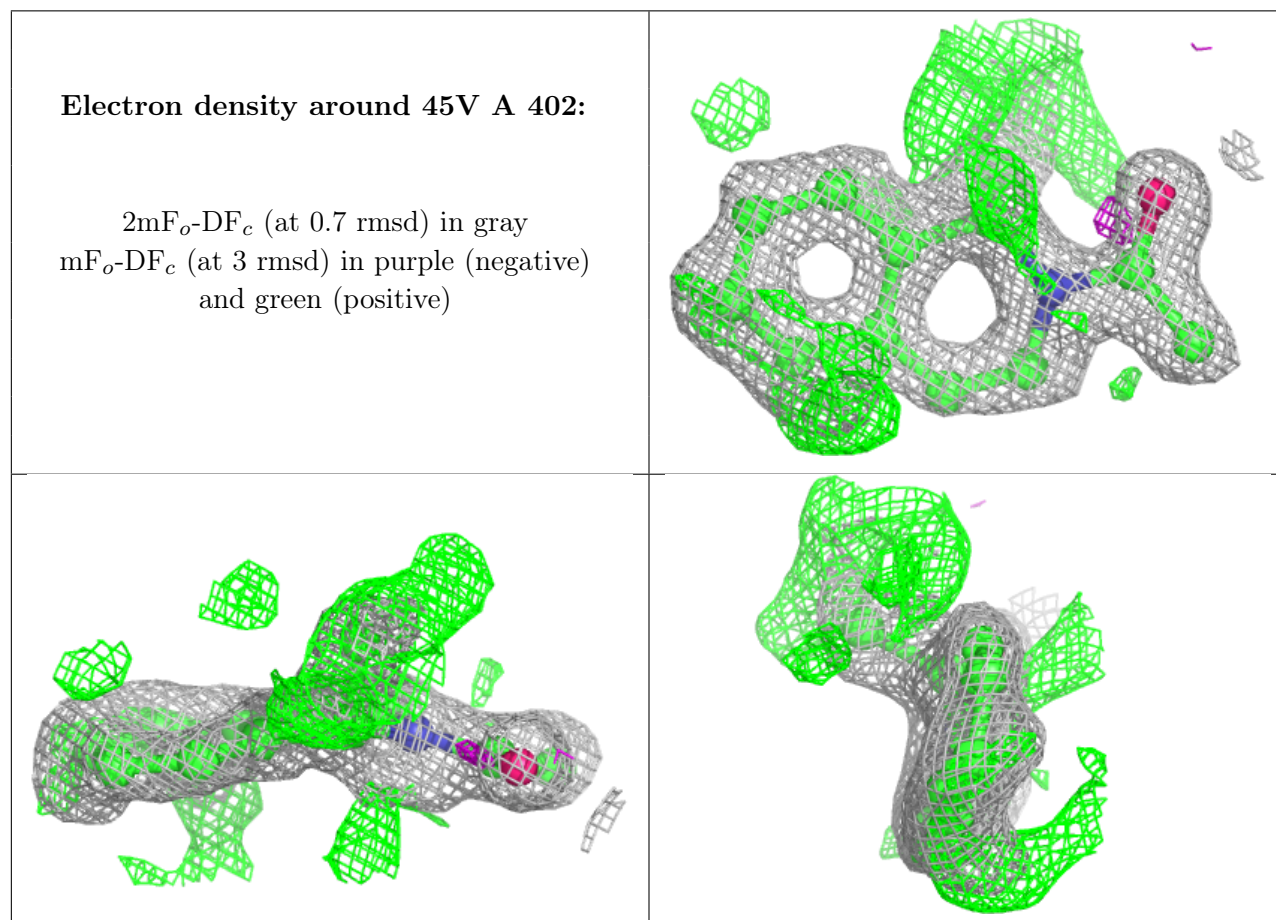 Electron density around 45V A 402:
2mFo-DFc (at 0.7 rmsd) in gray
mFo-DFc (at 3 rmsd) in purple (negative)
and green (positive)